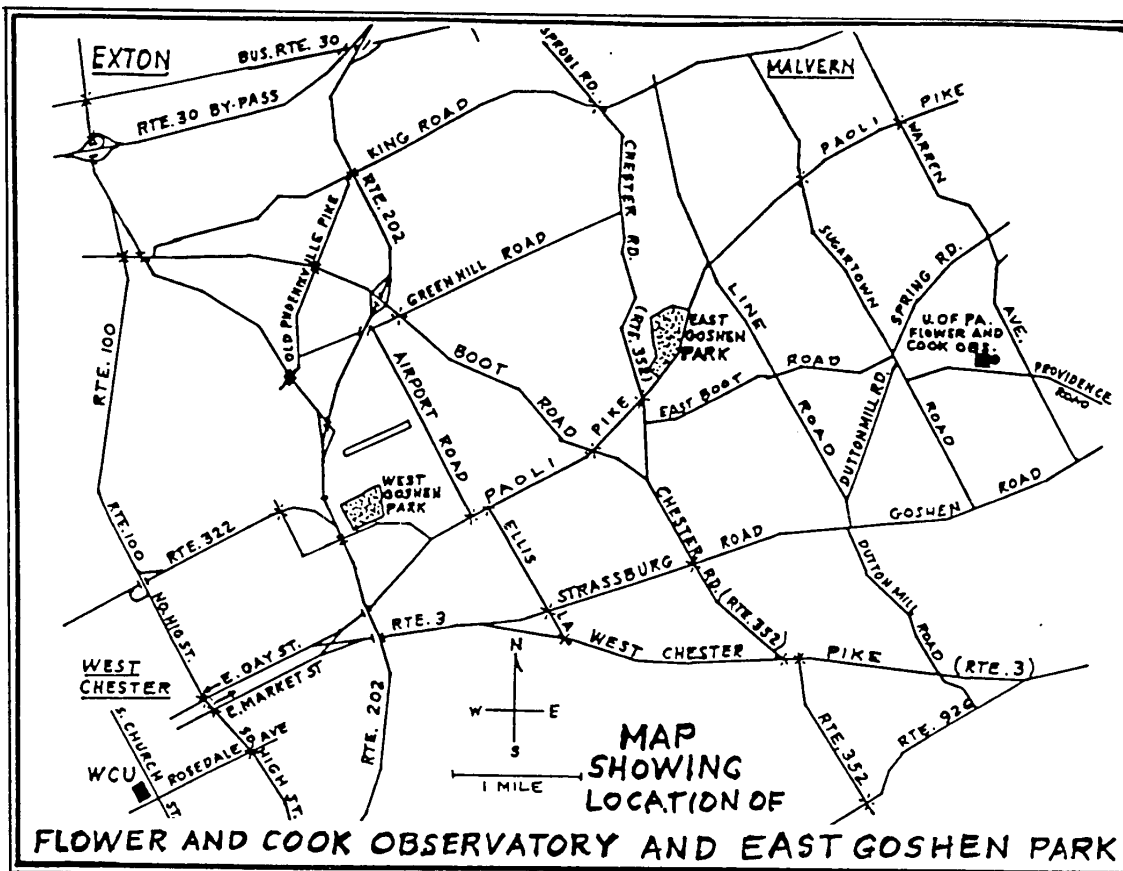 EXTON
BUS. RTE. 30
RTE. 30 BY-PASS
SPROUL RD.
MALVERN
PAOLI PIKE
WARREN AVE.
KING ROAD
RTE. 202
OLD PHOENIXVILLE PIKE
GREEN HILL ROAD
CHESTER RD.
(RTE. 352)
SUGARTOWN ROAD
SPRING RD.
LINE ROAD
EAST
GOSHEN
PARK
U. OF PA.
FLOWER AND
COOK OBS.
PROVIDENCE
ROAD
RTE. 100
BOOT ROAD
EAST BOOT ROAD
AIRPORT ROAD
DUTTON MILL RD.
PAOLI PIKE
WEST
GOSHEN
PARK
RTE. 100
RTE. 322
ELLIS LA.
CHESTER RD. (RTE. 352)
STRASSBURG ROAD
GOSHEN ROAD
DUTTON MILL ROAD
NO. HIG ST.
E. GAY ST.
E. MARKET ST
RTE. 3
WEST CHESTER PIKE (RTE. 3)
WEST
CHESTER
S. CHURCH ST.
ROSEDALE AVE
SO. HIGH ST.
WCU
RTE. 202
RTE. 352
RTE. 926
N
W E
S
1 MILE
MAP
SHOWING
LOCATION OF
FLOWER AND COOK OBSERVATORY AND EAST GOSHEN PARK